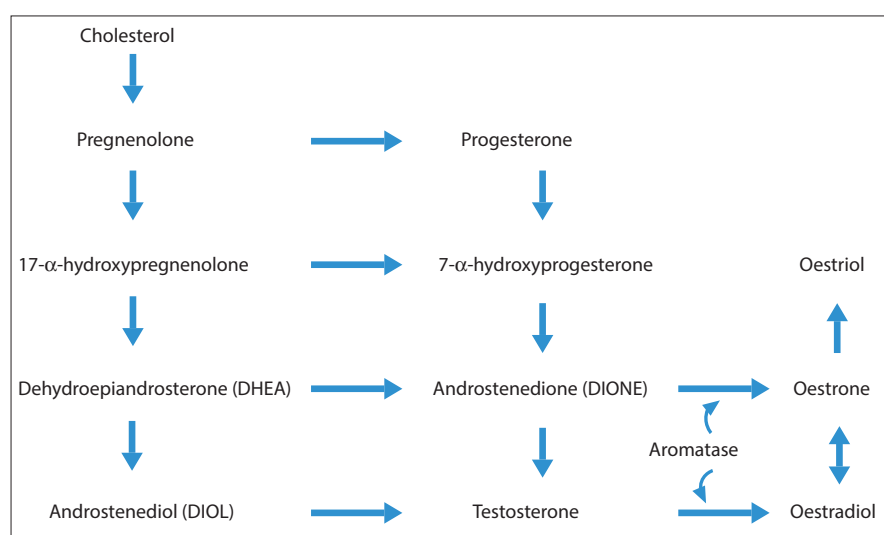 Cholesterol
Pregnenolone
Progesterone
17-α-hydroxypregnenolone
7-α-hydroxyprogesterone
Oestriol
Dehydroepiandrosterone (DHEA)
Androstenedione (DIONE)
Oestrone
Aromatase
Androstenediol (DIOL)
Testosterone
Oestradiol